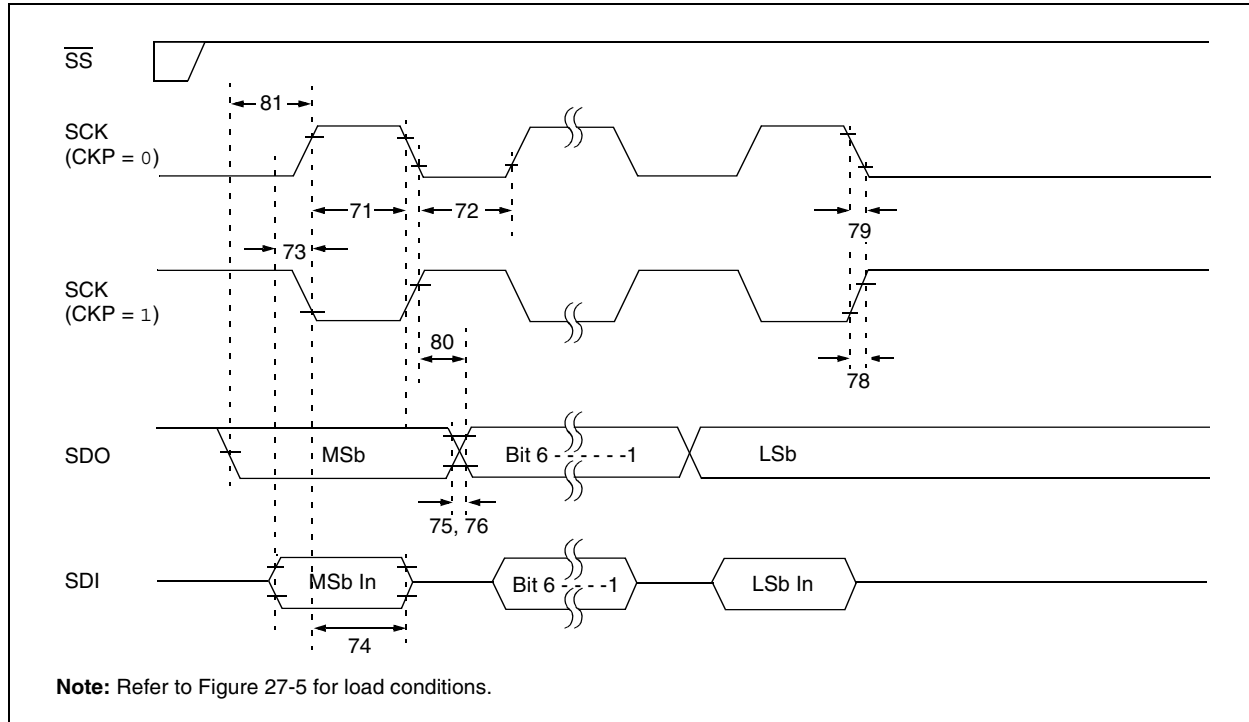 SS
81
SCK
(CKP = 0)
71
72
79
73
SCK
(CKP = 1)
80
78
SDO
MSb
Bit 6 - - - - - - -1
LSb
75, 76
SDI
MSb In
Bit 6 - - - - -1
LSb In
74
Note: Refer to Figure 27-5 for load conditions.